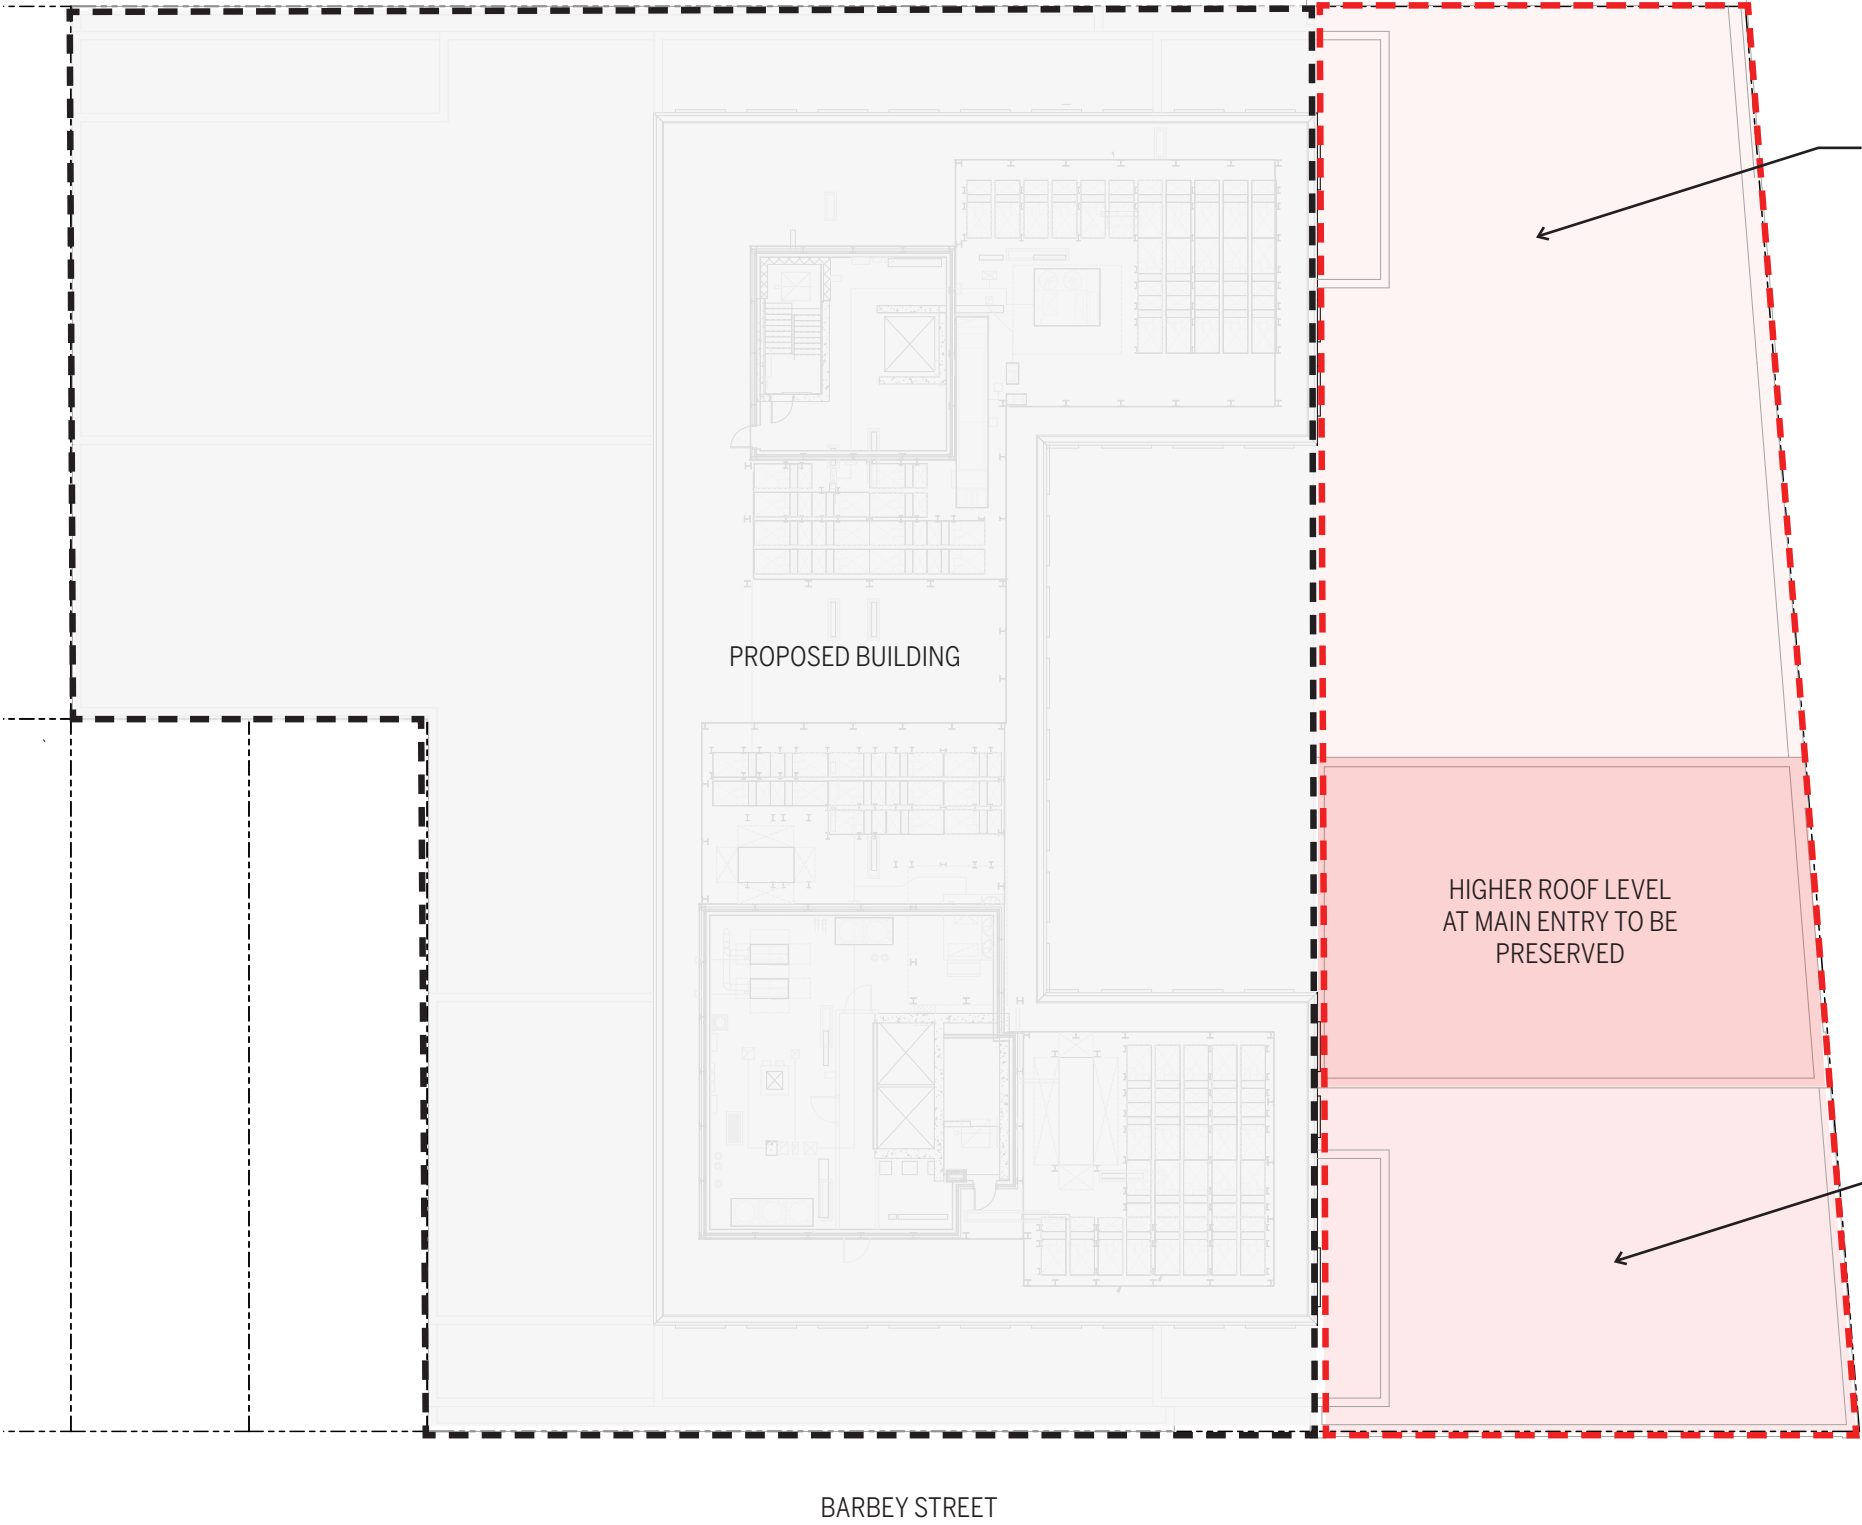 PROPOSED BUILDING
HIGHER ROOF LEVEL
AT MAIN ENTRY TO BE
PRESERVED
BARBEY STREET